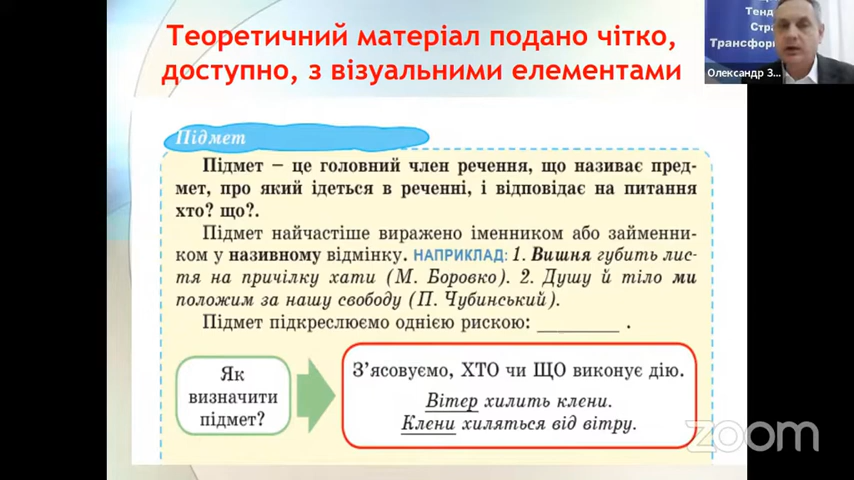 Теоретичний матеріал подано чітко,
доступно, з візуальними елементами
Тенд
Стра
Трансформ
Олександр З...
Підмет
Підмет – це головний член речення, що називає пред-
мет, про який ідеться в реченні, і відповідає на питання
хто? що?.
Підмет найчастіше виражено іменником або займенни-
ком у називному відмінку. НАПРИКЛАД: 1. Вишня губить лис-
тя на причілку хати (М. Боровко). 2. Душу й тіло ми
положим за нашу свободу (П. Чубинський).
Підмет підкреслюємо однією рискою: ________ .
Як
визначити
підмет?
З’ясовуємо, ХТО чи ЩО виконує дію.
Вітер хилить клени.
Клени хиляться від вітру.
zoom